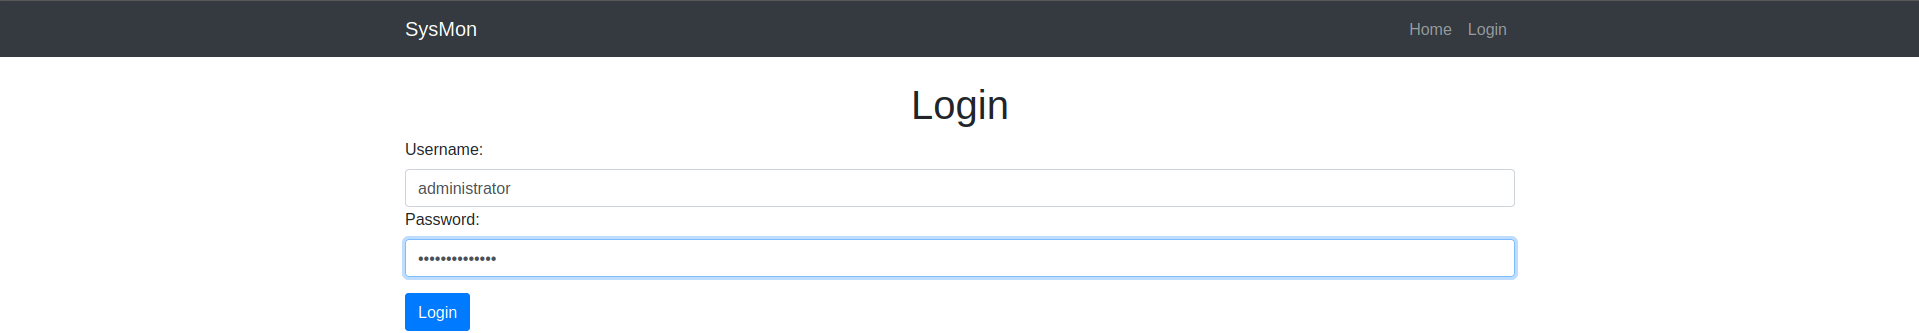 SysMon Home Login
Login
Username:
administrator
Password:
••••••••••••••
Login